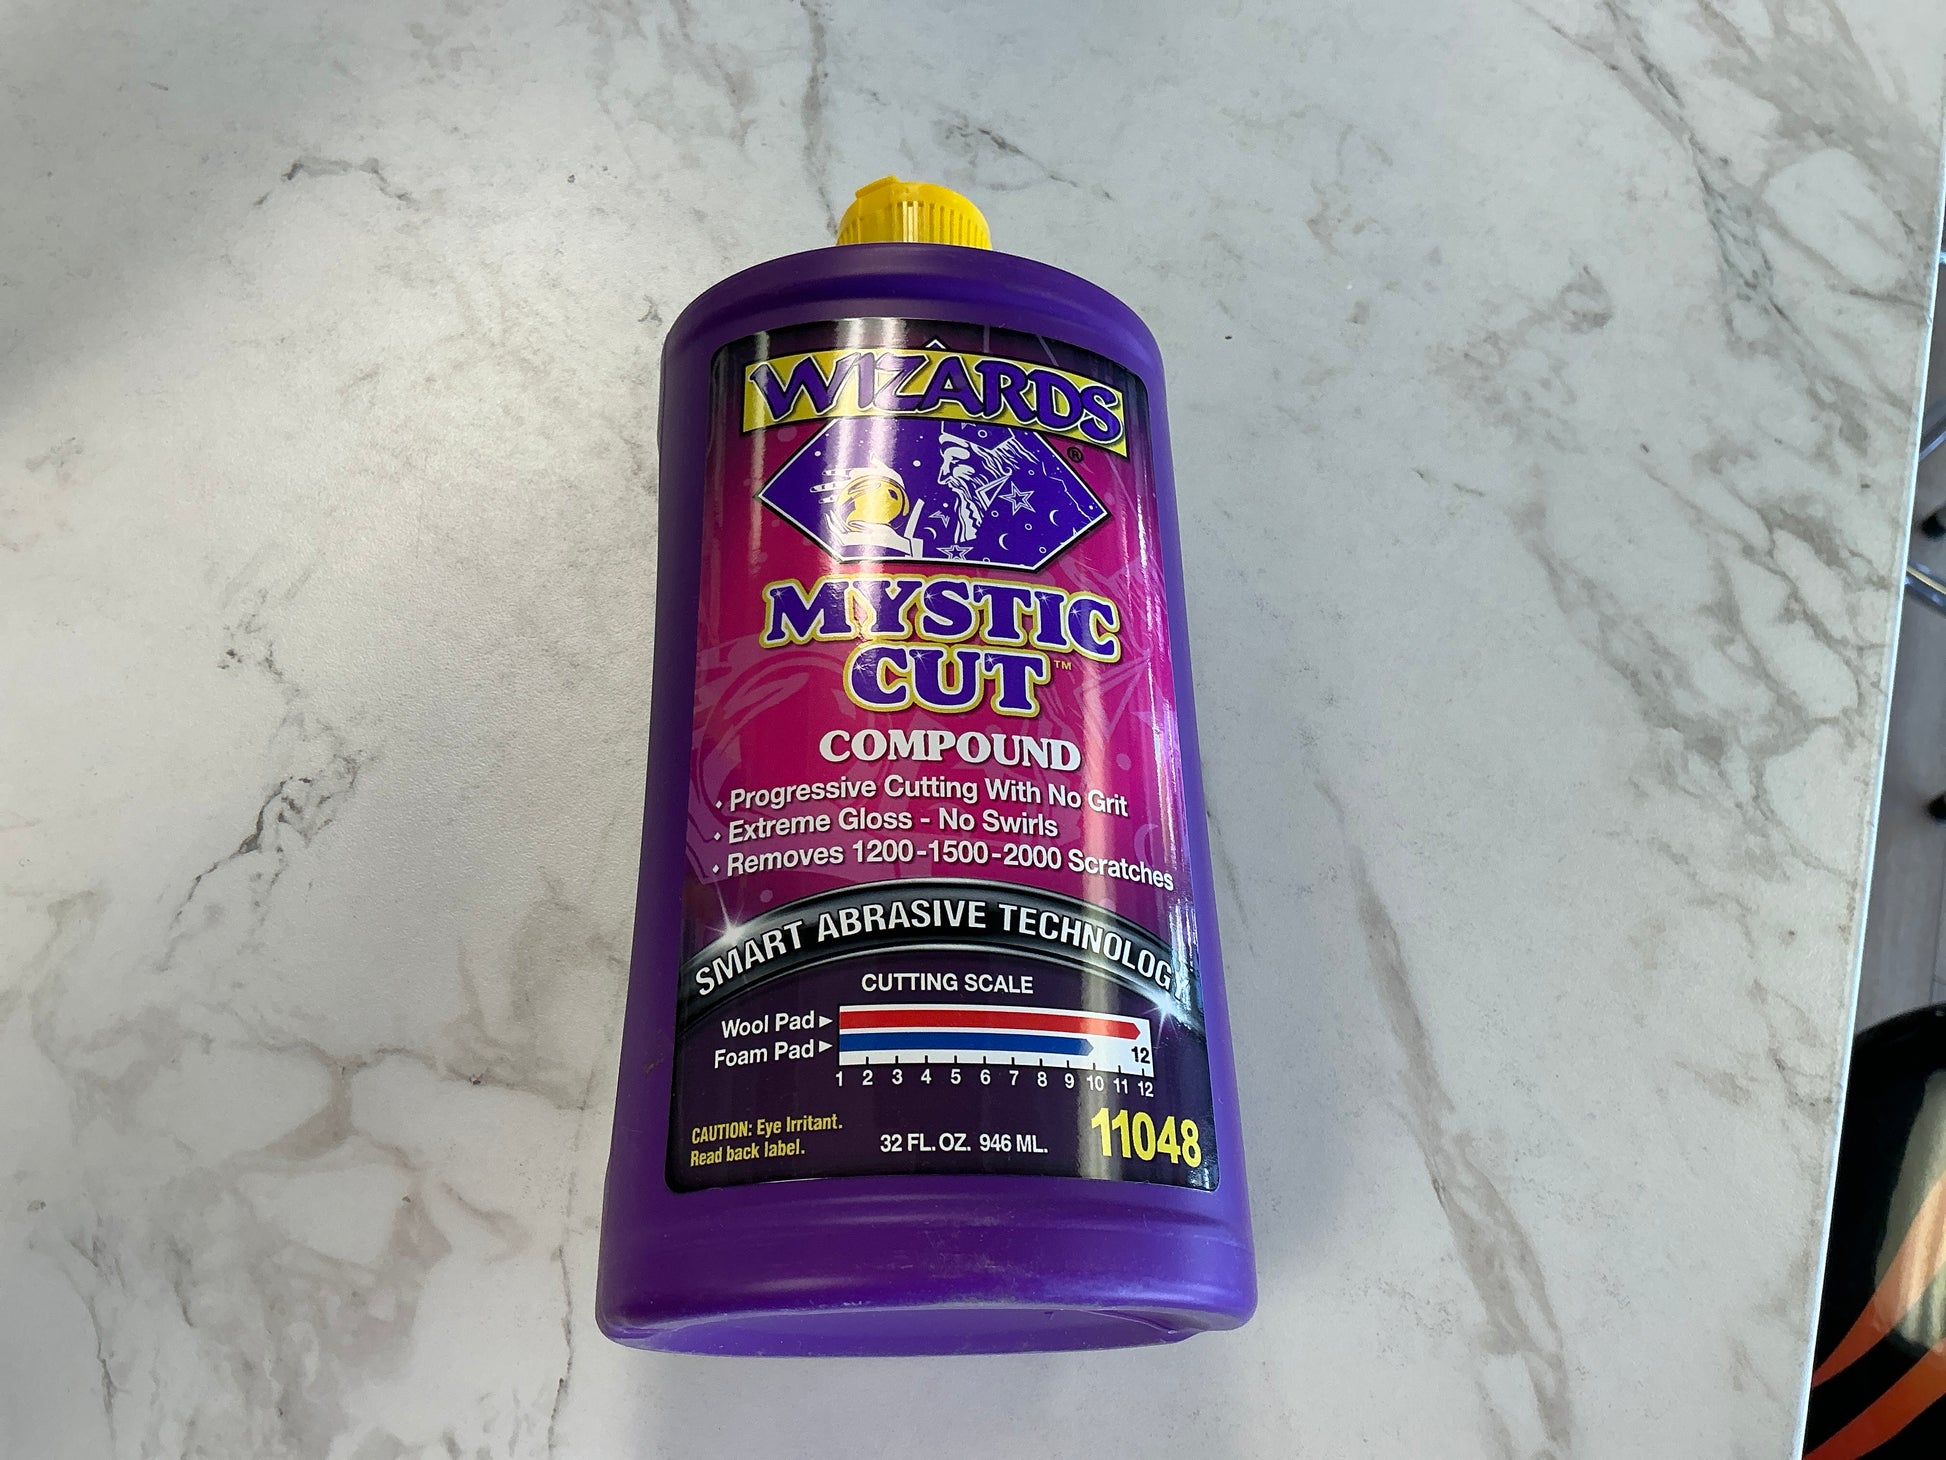 WIZARDS
®
MYSTIC
CUT™
COMPOUND
• Progressive Cutting With No Grit
• Extreme Gloss - No Swirls
• Removes 1200-1500-2000 Scratches
SMART ABRASIVE TECHNOLOGY
CUTTING SCALE
Wool Pad ►
Foam Pad ►
12
1 2 3 4 5 6 7 8 9 10 11 12
CAUTION: Eye Irritant.
Read back label.
32 FL. OZ. 946 ML.
11048